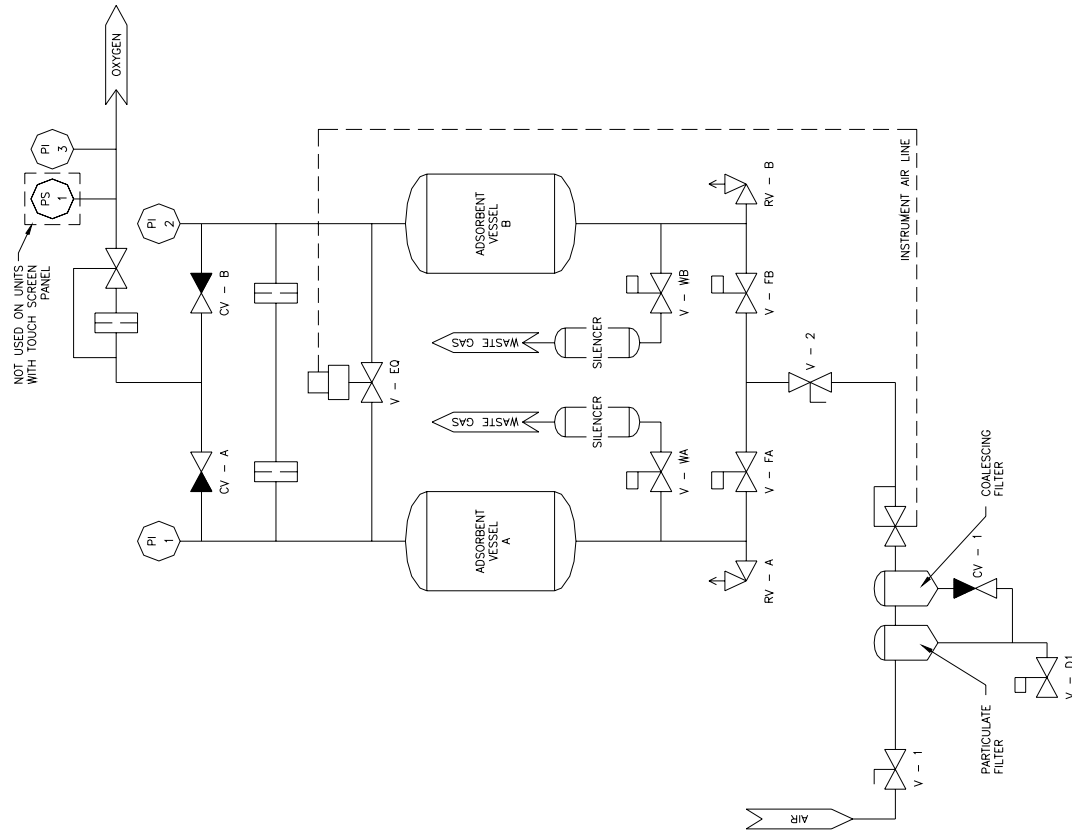 NOT USED ON UNITS
WITH TOUCH SCREEN
PANEL
PS
1
PI
3
OXYGEN
PI
1
PI
2
CV - A
CV - B
V - EQ
ADSORBENT
VESSEL
A
ADSORBENT
VESSEL
B
WASTE GAS
WASTE GAS
SILENCER
SILENCER
V - WA
V - WB
V - FA
V - FB
RV - A
RV - B
INSTRUMENT AIR LINE
V - 2
COALESCING
FILTER
CV - 1
PARTICULATE
FILTER
V - D1
V - 1
AIR